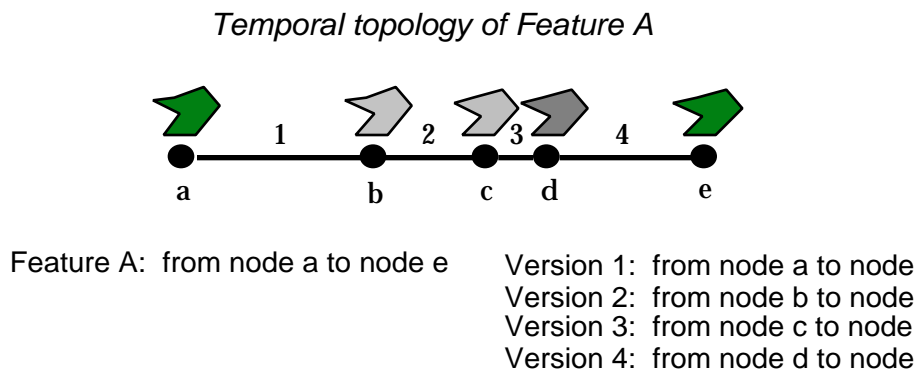 Temporal topology of Feature A
1 2 3 4
a b c d e
Feature A: from node a to node e
Version 1: from node a to node
Version 2: from node b to node
Version 3: from node c to node
Version 4: from node d to node